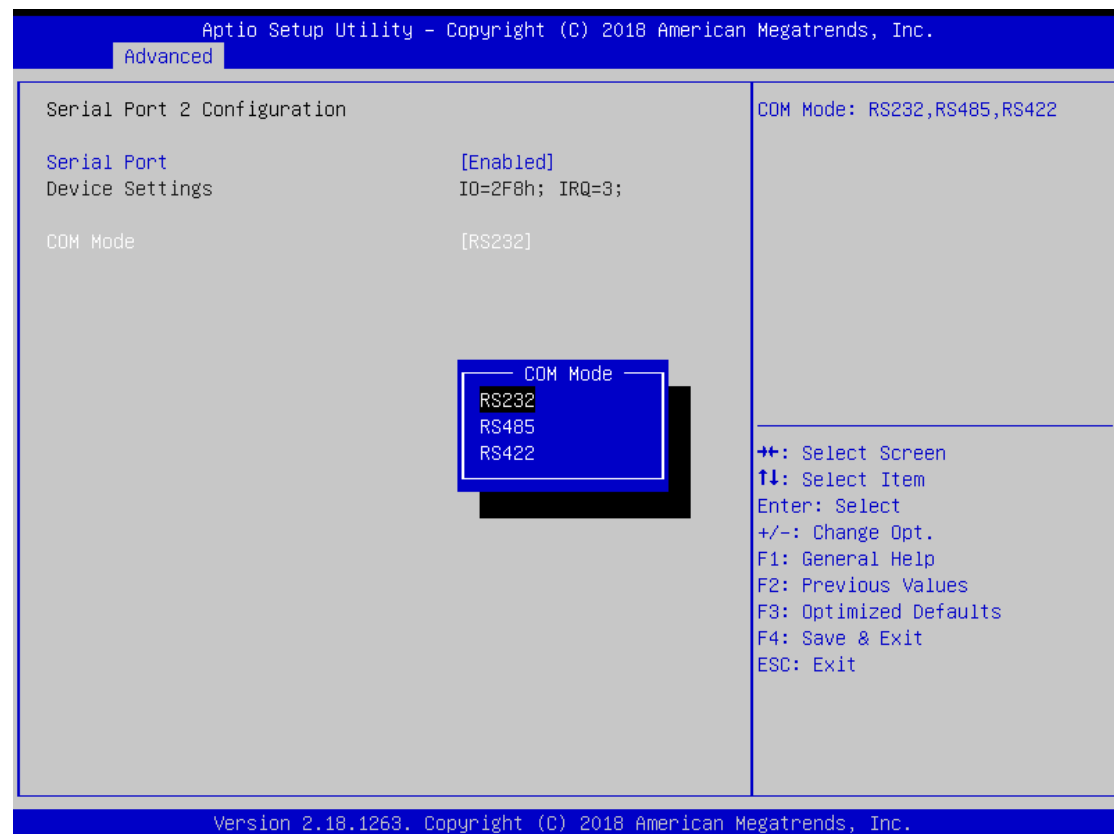 Aptio Setup Utility – Copyright (C) 2018 American Megatrends, Inc.
Advanced
Serial Port 2 Configuration
Serial Port [Enabled]
Device Settings IO=2F8h; IRQ=3;
COM Mode [RS232]
COM Mode
RS232
RS485
RS422
COM Mode: RS232,RS485,RS422
→←: Select Screen
↑↓: Select Item
Enter: Select
+/-: Change Opt.
F1: General Help
F2: Previous Values
F3: Optimized Defaults
F4: Save & Exit
ESC: Exit
Version 2.18.1263. Copyright (C) 2018 American Megatrends, Inc.